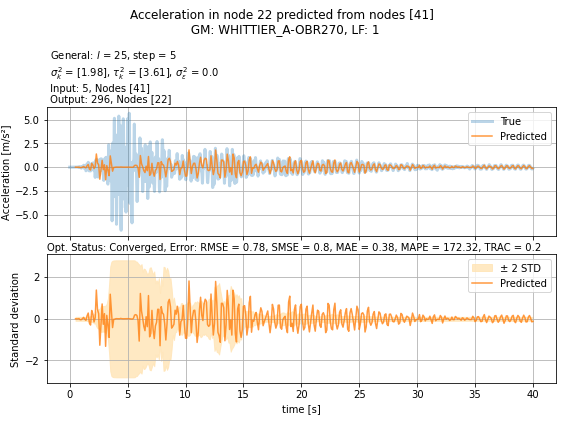 Acceleration in node 22 predicted from nodes [41]
GM: WHITTIER_A-OBR270, LF: 1
General: l = 25, step = 5
σ²ₖ = [1.98], τ²ₖ = [3.61], σ²ε = 0.0
Input: 5, Nodes [41]
Output: 296, Nodes [22]
Acceleration [m/s²]
5.0
2.5
0.0
−2.5
−5.0
True
Predicted
Opt. Status: Converged, Error: RMSE = 0.78, SMSE = 0.8, MAE = 0.38, MAPE = 172.32, TRAC = 0.2
Standard deviation
2
0
−2
± 2 STD
Predicted
0 5 10 15 20 25 30 35 40
time [s]